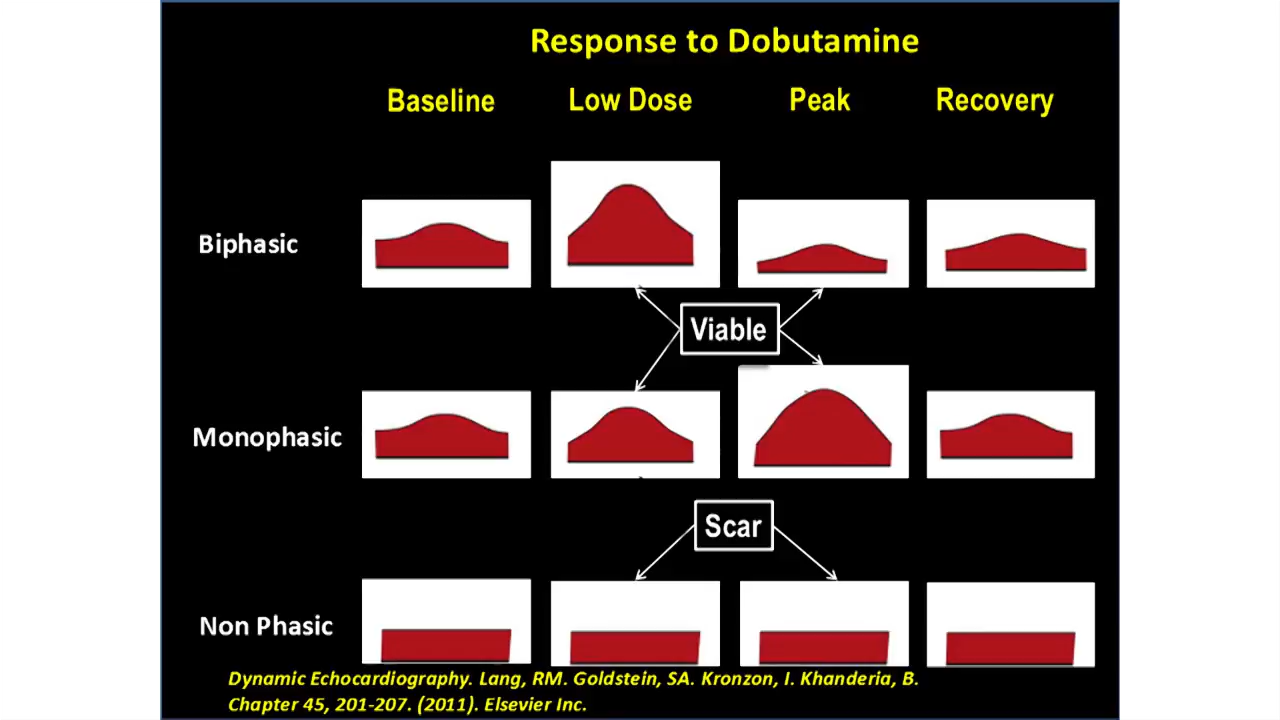 Response to Dobutamine
Baseline Low Dose Peak Recovery
Biphasic
Viable
Monophasic
Scar
Non Phasic
Dynamic Echocardiography. Lang, RM. Goldstein, SA. Kronzon, I. Khanderia, B.
Chapter 45, 201-207. (2011). Elsevier Inc.